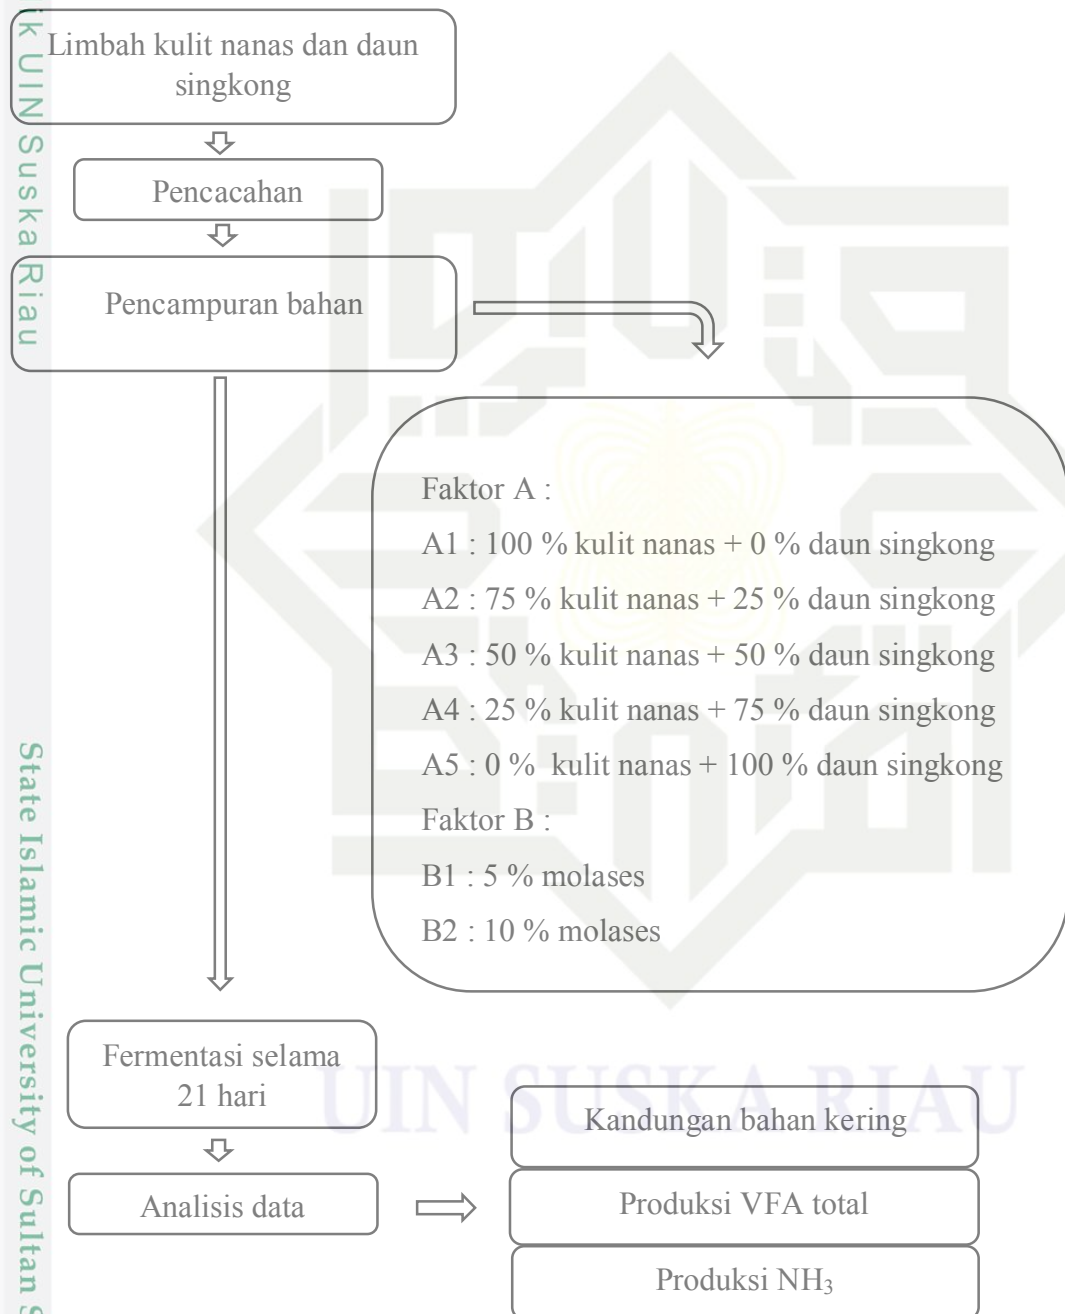 Limbah kulit nanas dan daun
singkong
Pencacahan
Pencampuran bahan
Faktor A :
A1 : 100 % kulit nanas + 0 % daun singkong
A2 : 75 % kulit nanas + 25 % daun singkong
A3 : 50 % kulit nanas + 50 % daun singkong
A4 : 25 % kulit nanas + 75 % daun singkong
A5 : 0 %  kulit nanas + 100 % daun singkong
Faktor B :
B1 : 5 % molases
B2 : 10 % molases
Fermentasi selama
21 hari
Analisis data
Kandungan bahan kering
Produksi VFA total
Produksi NH₃
UIN SUSKA RIAU
UIN Suska Riau
State Islamic University of Sultan